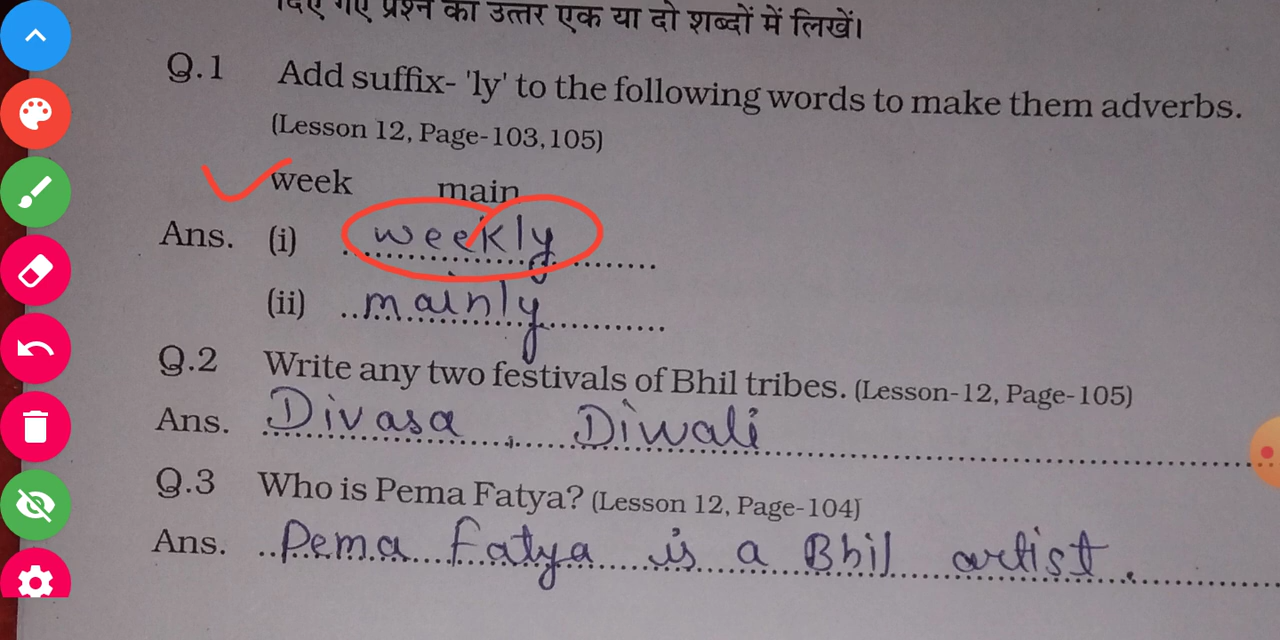 दिए गए प्रश्न का उत्तर एक या दो शब्दों में लिखें।
Q.1 Add suffix- 'ly' to the following words to make them adverbs.
(Lesson 12, Page-103,105)
week main
Ans. (i) weekly
(ii) mainly
Q.2 Write any two festivals of Bhil tribes. (Lesson-12, Page-105)
Ans. Divasa , Diwali
Q.3 Who is Pema Fatya? (Lesson 12, Page-104)
Ans. Pema Fatya is a Bhil artist.